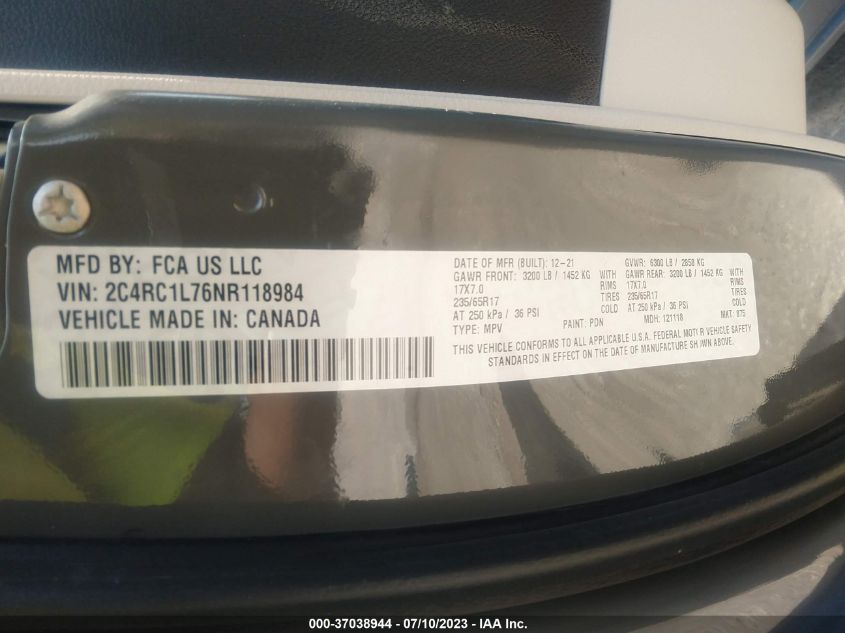 MFD BY: FCA US LLC
VIN: 2C4RC1L76NR118984
VEHICLE MADE IN: CANADA
DATE OF MFR (BUILT): 12-21 GVWR: 6300 LB / 2858 KG
GAWR FRONT: 3200 LB / 1452 KG GAWR REAR: 3200 LB / 1452 KG
17X7.0 RIMS: 17X7.0
235/65R17 TIRES: 235/65R17
AT 250 kPa / 36 PSI COLD AT 250 kPa / 36 PSI COLD
TYPE: MPV PAINT: PDN MDH: 121118 MKT: 875
THIS VEHICLE CONFORMS TO ALL APPLICABLE U.S.A. FEDERAL MOTOR VEHICLE SAFETY
STANDARDS IN EFFECT ON THE DATE OF MANUFACTURE SHOWN ABOVE.
000-37038944 - 07/10/2023 - IAA Inc.